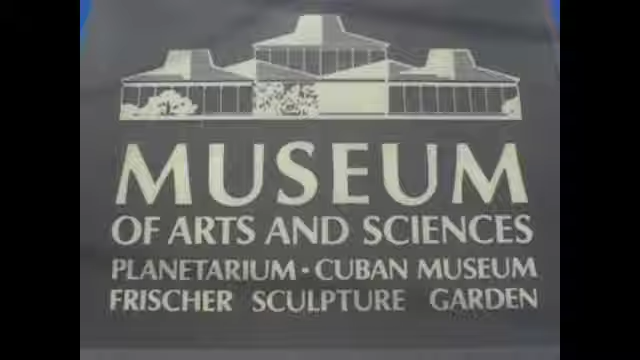 MUSEUM
OF ARTS AND SCIENCES
PLANETARIUM • CUBAN MUSEUM
FRISCHER SCULPTURE GARDEN